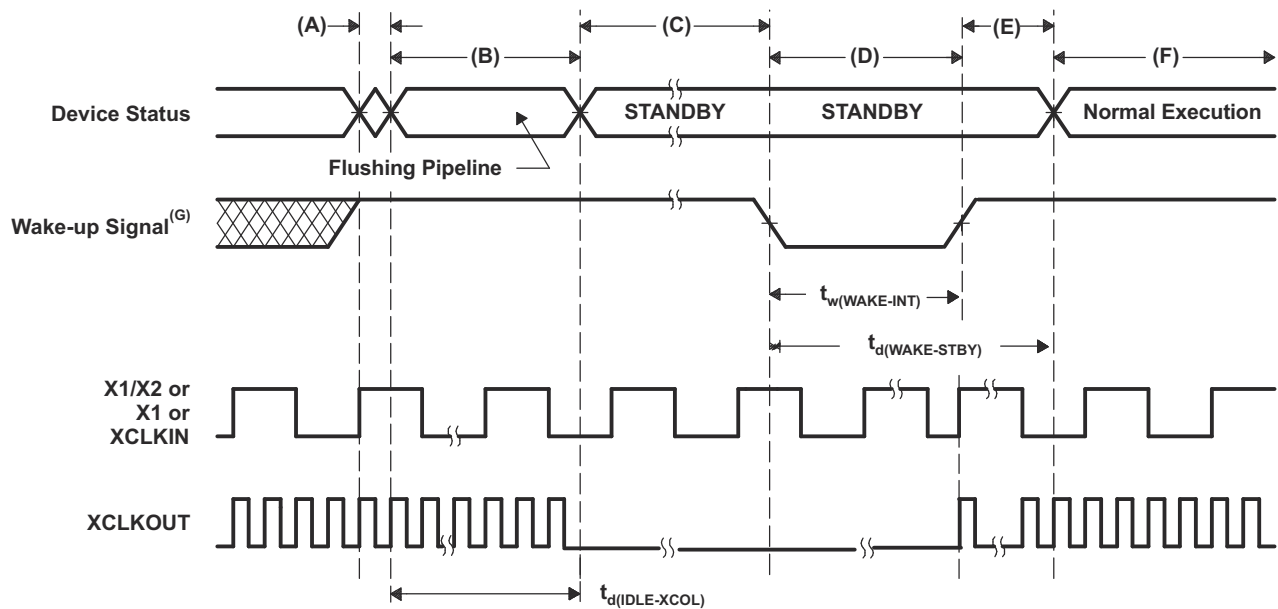 (A)
(C)
(E)
(B)
(D)
(F)
Device Status
STANDBY
STANDBY
Normal Execution
Flushing Pipeline
Wake-up Signal(G)
tw(WAKE-INT)
td(WAKE-STBY)
X1/X2 or
X1 or
XCLKIN
XCLKOUT
td(IDLE-XCOL)